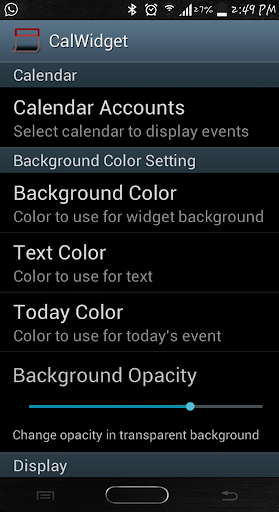 27% 2:49 PM
CalWidget
Calendar
Calendar Accounts
Select calendar to display events
Background Color Setting
Background Color
Color to use for widget background
Text Color
Color to use for text
Today Color
Color to use for today's event
Background Opacity
Change opacity in transparent background
Display